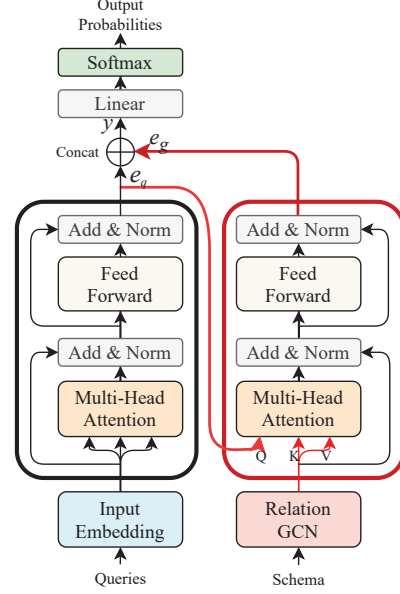 Output
Probabilities
Softmax
Linear
y
Concat
e_g
e_q
Add & Norm
Feed
Forward
Add & Norm
Multi-Head
Attention
Input
Embedding
Queries
Add & Norm
Feed
Forward
Add & Norm
Multi-Head
Attention
Q K V
Relation
GCN
Schema